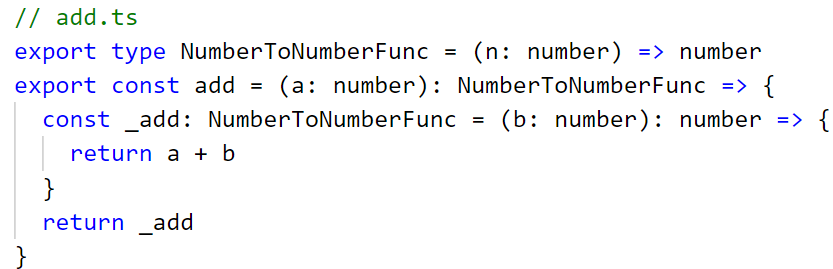 // add.ts
export type NumberToNumberFunc = (n: number) => number
export const add = (a: number): NumberToNumberFunc => {
  const _add: NumberToNumberFunc = (b: number): number => {
    return a + b
  }
  return _add
}